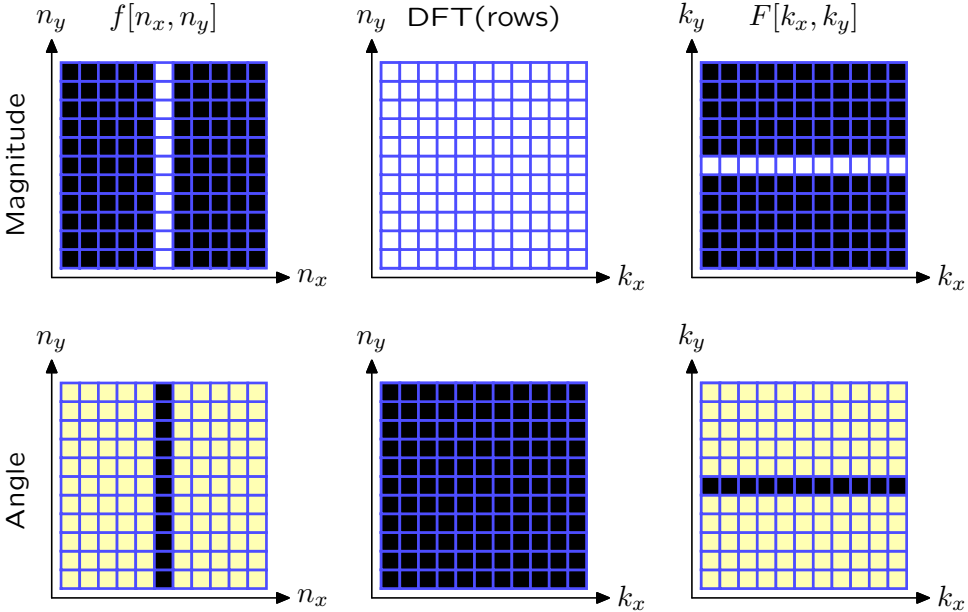 n_y f[n_x, n_y] n_y DFT(rows) k_y F[k_x, k_y]
Magnitude
n_x k_x k_x
n_y n_y k_y
Angle
n_x k_x k_x